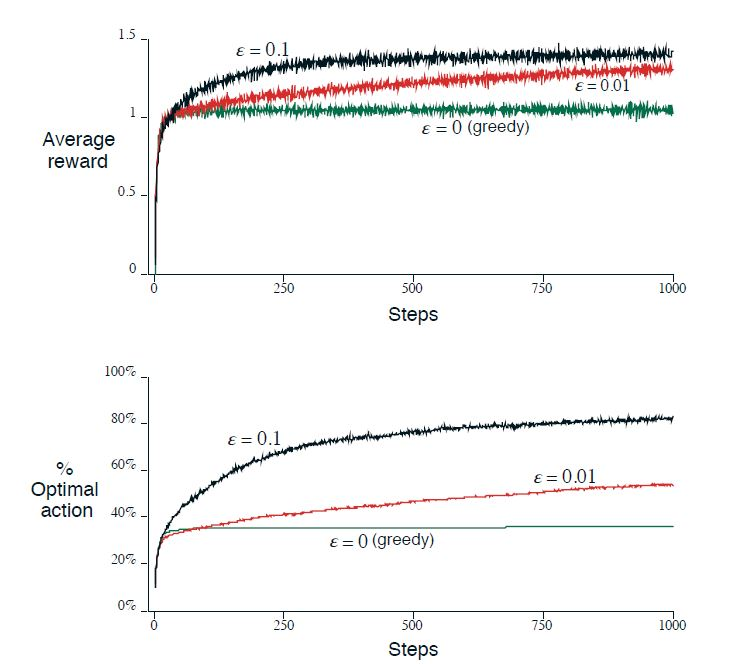 1.5
ε = 0.1
ε = 0.01
1
Average
reward
ε = 0 (greedy)
0.5
0
0 250 500 750 1000
Steps
100%
80%
ε = 0.1
%
Optimal
action
60%
ε = 0.01
40%
ε = 0 (greedy)
20%
0%
0 250 500 750 1000
Steps